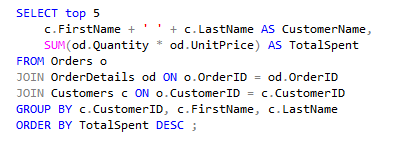 SELECT top 5
c.FirstName + ' ' + c.LastName AS CustomerName,
SUM(od.Quantity * od.UnitPrice) AS TotalSpent
FROM Orders o
JOIN OrderDetails od ON o.OrderID = od.OrderID
JOIN Customers c ON o.CustomerID = c.CustomerID
GROUP BY c.CustomerID, c.FirstName, c.LastName
ORDER BY TotalSpent DESC ;